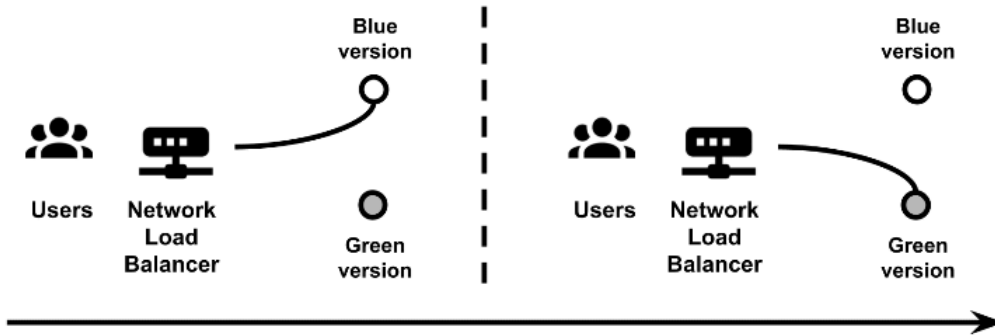 Blue
version
Users
Network
Load
Balancer
Green
version
Blue
version
Users
Network
Load
Balancer
Green
version